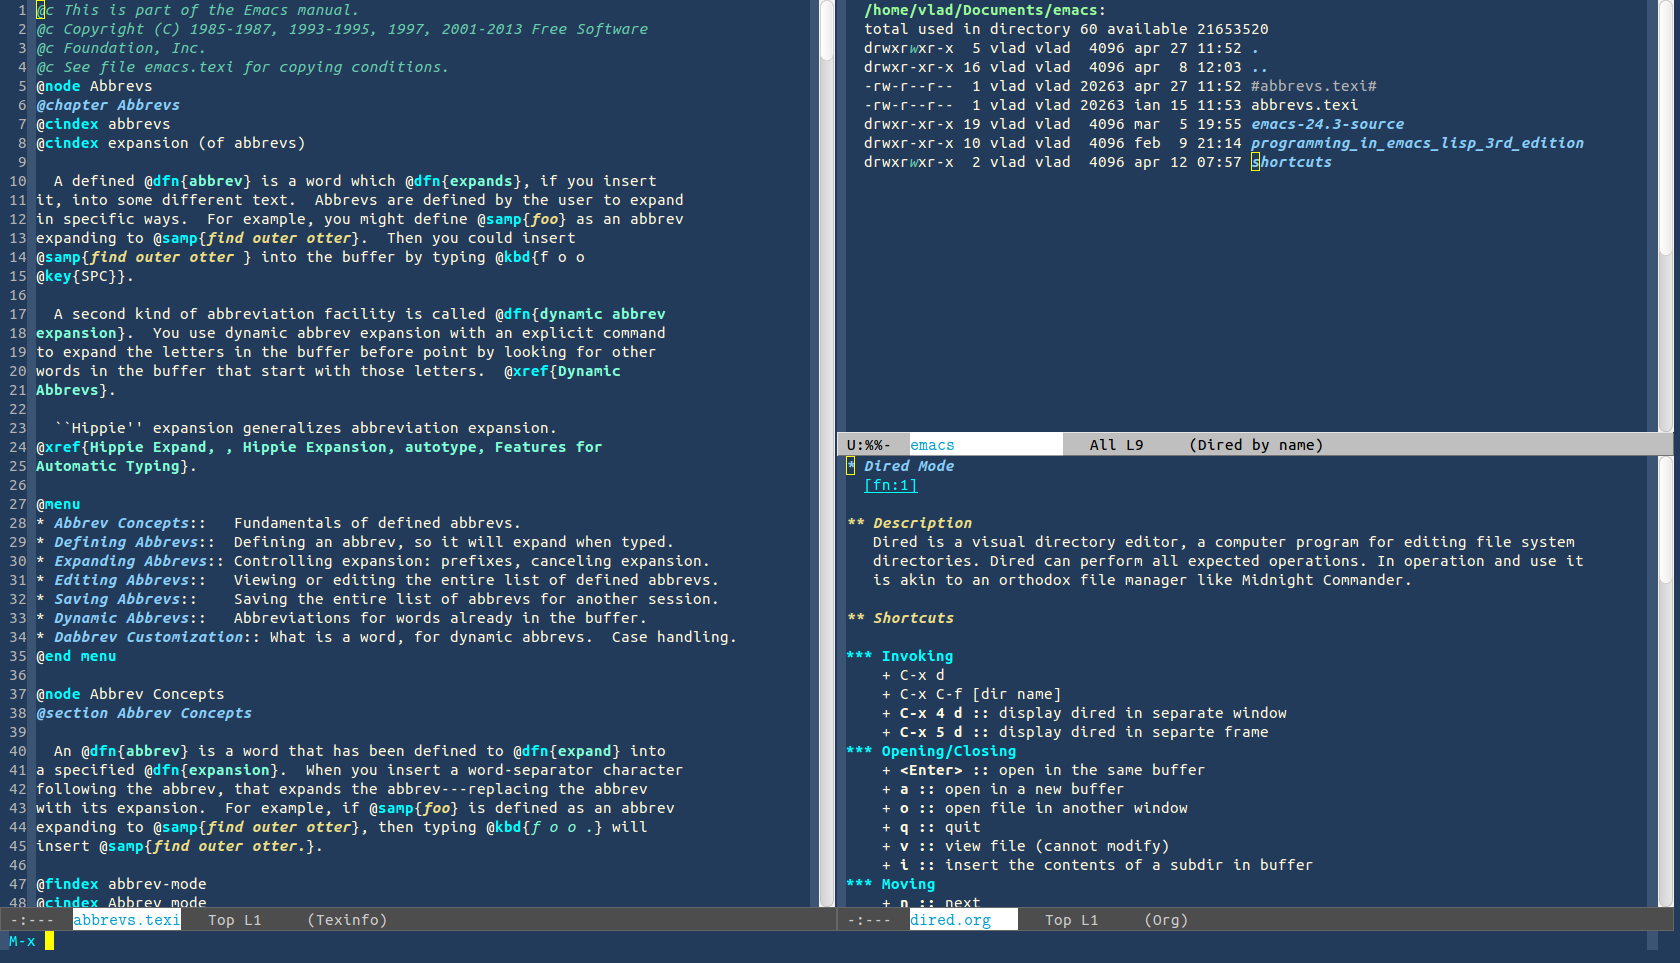 1 @c This is part of the Emacs manual.
2 @c Copyright (C) 1985-1987, 1993-1995, 1997, 2001-2013 Free Software
3 @c Foundation, Inc.
4 @c See file emacs.texi for copying conditions.
5 @node Abbrevs
6 @chapter Abbrevs
7 @cindex abbrevs
8 @cindex expansion (of abbrevs)
9
10   A defined @dfn{abbrev} is a word which @dfn{expands}, if you insert
11 it, into some different text.  Abbrevs are defined by the user to expand
12 in specific ways.  For example, you might define @samp{foo} as an abbrev
13 expanding to @samp{find outer otter}.  Then you could insert
14 @samp{find outer otter } into the buffer by typing @kbd{f o o
15 @key{SPC}}.
16
17   A second kind of abbreviation facility is called @dfn{dynamic abbrev
18 expansion}.  You use dynamic abbrev expansion with an explicit command
19 to expand the letters in the buffer before point by looking for other
20 words in the buffer that start with those letters.  @xref{Dynamic
21 Abbrevs}.
22
23   ``Hippie'' expansion generalizes abbreviation expansion.
24 @xref{Hippie Expand, , Hippie Expansion, autotype, Features for
25 Automatic Typing}.
26
27 @menu
28 * Abbrev Concepts::   Fundamentals of defined abbrevs.
29 * Defining Abbrevs::  Defining an abbrev, so it will expand when typed.
30 * Expanding Abbrevs:: Controlling expansion: prefixes, canceling expansion.
31 * Editing Abbrevs::   Viewing or editing the entire list of defined abbrevs.
32 * Saving Abbrevs::    Saving the entire list of abbrevs for another session.
33 * Dynamic Abbrevs::   Abbreviations for words already in the buffer.
34 * Dabbrev Customization:: What is a word, for dynamic abbrevs.  Case handling.
35 @end menu
36
37 @node Abbrev Concepts
38 @section Abbrev Concepts
39
40   An @dfn{abbrev} is a word that has been defined to @dfn{expand} into
41 a specified @dfn{expansion}.  When you insert a word-separator character
42 following the abbrev, that expands the abbrev---replacing the abbrev
43 with its expansion.  For example, if @samp{foo} is defined as an abbrev
44 expanding to @samp{find outer otter}, then typing @kbd{f o o .} will
45 insert @samp{find outer otter.}.
46
47 @findex abbrev-mode
48 @cindex Abbrev mode
-:---  abbrevs.texi   Top L1     (Texinfo)
/home/vlad/Documents/emacs:
total used in directory 60 available 21653520
drwxrwxr-x  5 vlad vlad  4096 apr 27 11:52 .
drwxr-xr-x 16 vlad vlad  4096 apr  8 12:03 ..
-rw-r--r--  1 vlad vlad 20263 apr 27 11:52 #abbrevs.texi#
-rw-r--r--  1 vlad vlad 20263 ian 15 11:53 abbrevs.texi
drwxr-xr-x 19 vlad vlad  4096 mar  5 19:55 emacs-24.3-source
drwxr-xr-x 10 vlad vlad  4096 feb  9 21:14 programming_in_emacs_lisp_3rd_edition
drwxrwxr-x  2 vlad vlad  4096 apr 12 07:57 shortcuts
U:%%-  emacs   All L9     (Dired by name)
* Dired Mode
[fn:1]
** Description
Dired is a visual directory editor, a computer program for editing file system
directories. Dired can perform all expected operations. In operation and use it
is akin to an orthodox file manager like Midnight Commander.
** Shortcuts
*** Invoking
+ C-x d
+ C-x C-f [dir name]
+ C-x 4 d :: display dired in separate window
+ C-x 5 d :: display dired in separte frame
*** Opening/Closing
+ <Enter> :: open in the same buffer
+ a :: open in a new buffer
+ o :: open file in another window
+ q :: quit
+ v :: view file (cannot modify)
+ i :: insert the contents of a subdir in buffer
*** Moving
+ n :: next
-:---  dired.org   Top L1     (Org)
M-x